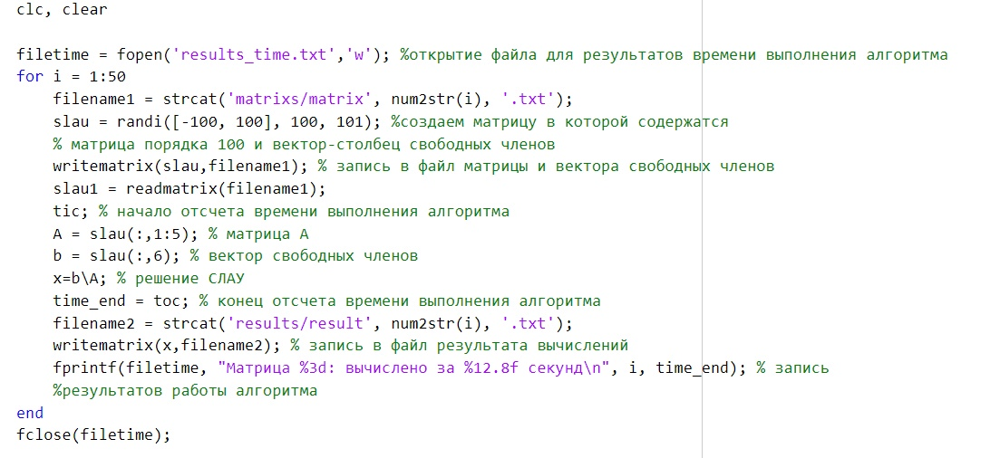 clc, clear
filetime = fopen('results_time.txt','w'); %открытие файла для результатов времени выполнения алгоритма
for i = 1:50
filename1 = strcat('matrixs/matrix', num2str(i), '.txt');
slau = randi([-100, 100], 100, 101); %создаем матрицу в которой содержатся
% матрица порядка 100 и вектор-столбец свободных членов
writematrix(slau,filename1); % запись в файл матрицы и вектора свободных членов
slau1 = readmatrix(filename1);
tic; % начало отсчета времени выполнения алгоритма
A = slau(:,1:5); % матрица А
b = slau(:,6); % вектор свободных членов
x=b\A; % решение СЛАУ
time_end = toc; % конец отсчета времени выполнения алгоритма
filename2 = strcat('results/result', num2str(i), '.txt');
writematrix(x,filename2); % запись в файл результата вычислений
fprintf(filetime, "Матрица %3d: вычислено за %12.8f секунд\n", i, time_end); % запись
%результатов работы алгоритма
end
fclose(filetime);